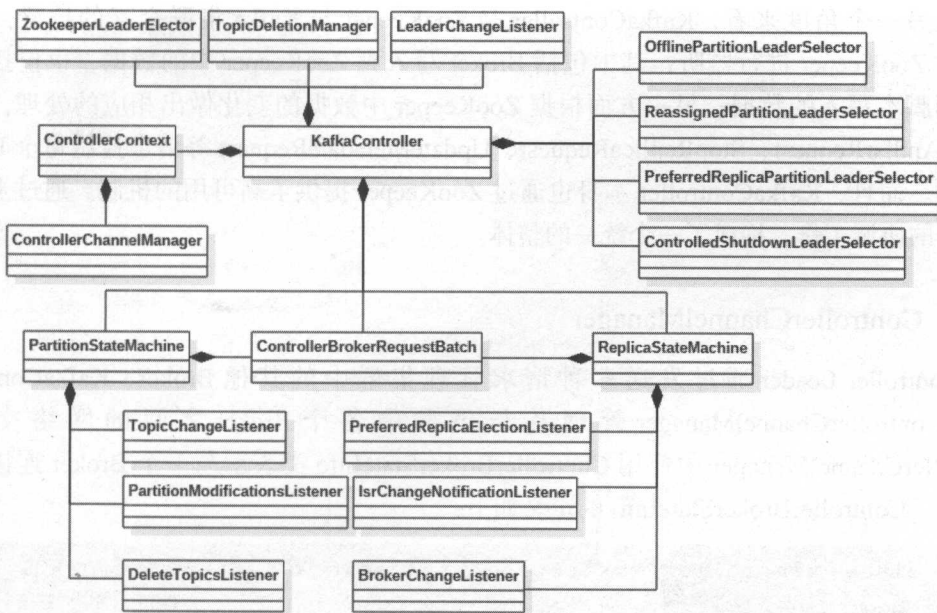 ZookeeperLeaderElector
TopicDeletionManager
LeaderChangeListener
OfflinePartitionLeaderSelector
ControllerContext
KafkaController
ReassignedPartitionLeaderSelector
PreferredReplicaPartitionLeaderSelector
ControllerChannelManager
ControlledShutdownLeaderSelector
PartitionStateMachine
ControllerBrokerRequestBatch
ReplicaStateMachine
TopicChangeListener
PreferredReplicaElectionListener
PartitionModificationsListener
IsrChangeNotificationListener
DeleteTopicsListener
BrokerChangeListener